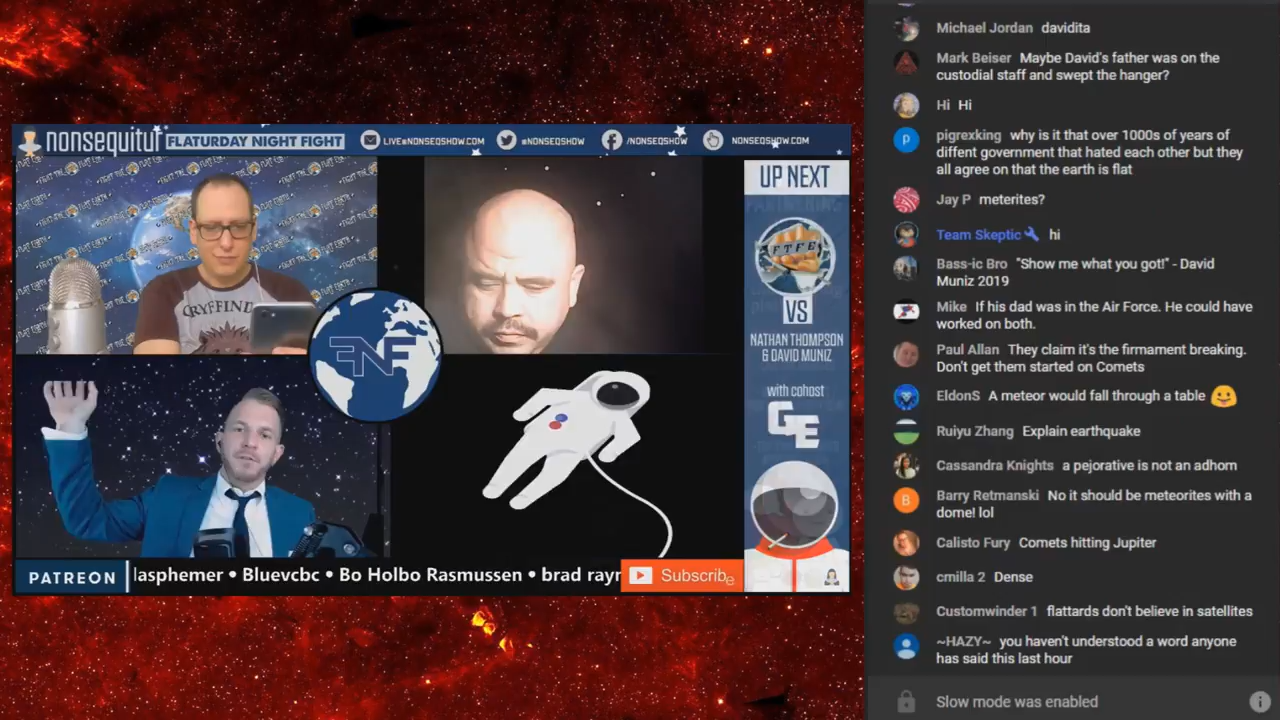 nonsequitur FLATURDAY NIGHT FIGHT LIVE@NONSEQSHOW.COM @NONSEQSHOW /NONSEQSHOW NONSEQSHOW.COM
GRYFFIND
FNF
UP NEXT
FTFE
VS
NATHAN THOMPSON
& DAVID MUNIZ
with cohost
GE
PATREON lasphemer • Bluevcbc • Bo Holbo Rasmussen • brad rayr Subscribe
Michael Jordan davidita
Mark Beiser Maybe David's father was on the
custodial staff and swept the hanger?
Hi Hi
pigrexking why is it that over 1000s of years of
diffent government that hated each other but they
all agree on that the earth is flat
Jay P meterites?
Team Skeptic hi
Bass-ic Bro "Show me what you got!" - David
Muniz 2019
Mike If his dad was in the Air Force. He could have
worked on both.
Paul Allan They claim it's the firmament breaking.
Don't get them started on Comets
EldonS A meteor would fall through a table
Ruiyu Zhang Explain earthquake
Cassandra Knights a pejorative is not an adhom
Barry Retmanski No it should be meteorites with a
dome! lol
Calisto Fury Comets hitting Jupiter
crnilla 2 Dense
Customwinder 1 flattards don't believe in satellites
~HAZY~ you haven't understood a word anyone
has said this last hour
Slow mode was enabled